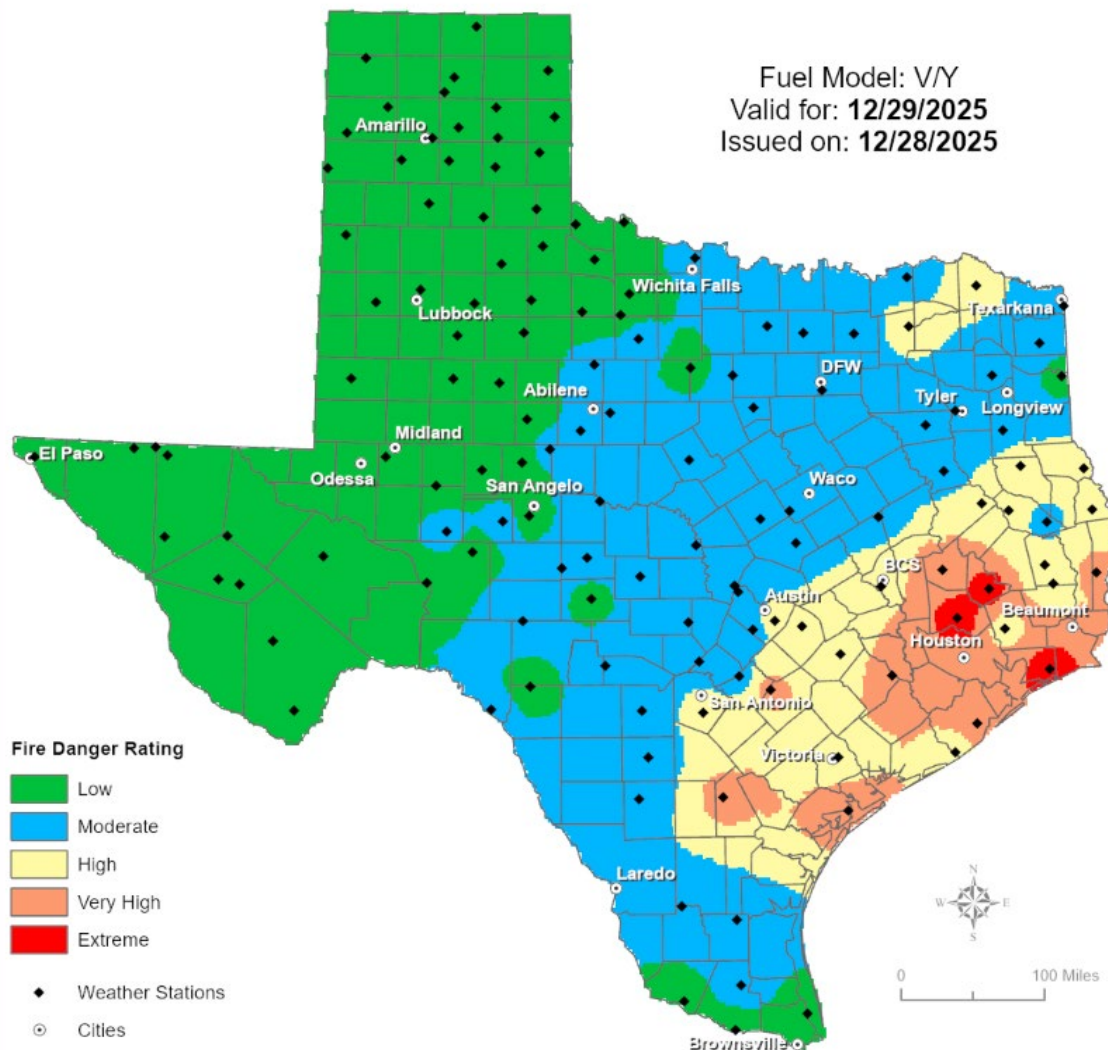 Fuel Model: V/Y
Valid for: 12/29/2025
Issued on: 12/28/2025
Amarillo
Wichita Falls
Lubbock
Texarkana
DFW
Abilene
Tyler
Longview
Midland
El Paso
Odessa
San Angelo
Waco
BCS
Austin
Beaumont
Houston
San Antonio
Victoria
Laredo
Brownsville
Fire Danger Rating
Low
Moderate
High
Very High
Extreme
Weather Stations
Cities
N
W E
S
0 100 Miles